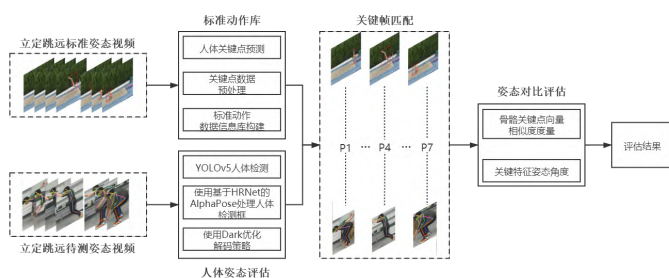 立定跳远标准姿态视频
标准动作库
人体关键点预测
关键点数据
预处理
标准动作
数据信息库构建
YOLOv5人体检测
使用基于HRNet的
AlphaPose处理人体
检测框
使用Dark优化
解码策略
人体姿态评估
立定跳远待测姿态视频
关键帧匹配
P1 … P4 … P7
姿态对比评估
骨骼关键点向量
相似度度量
关键特征姿态角度
评估结果